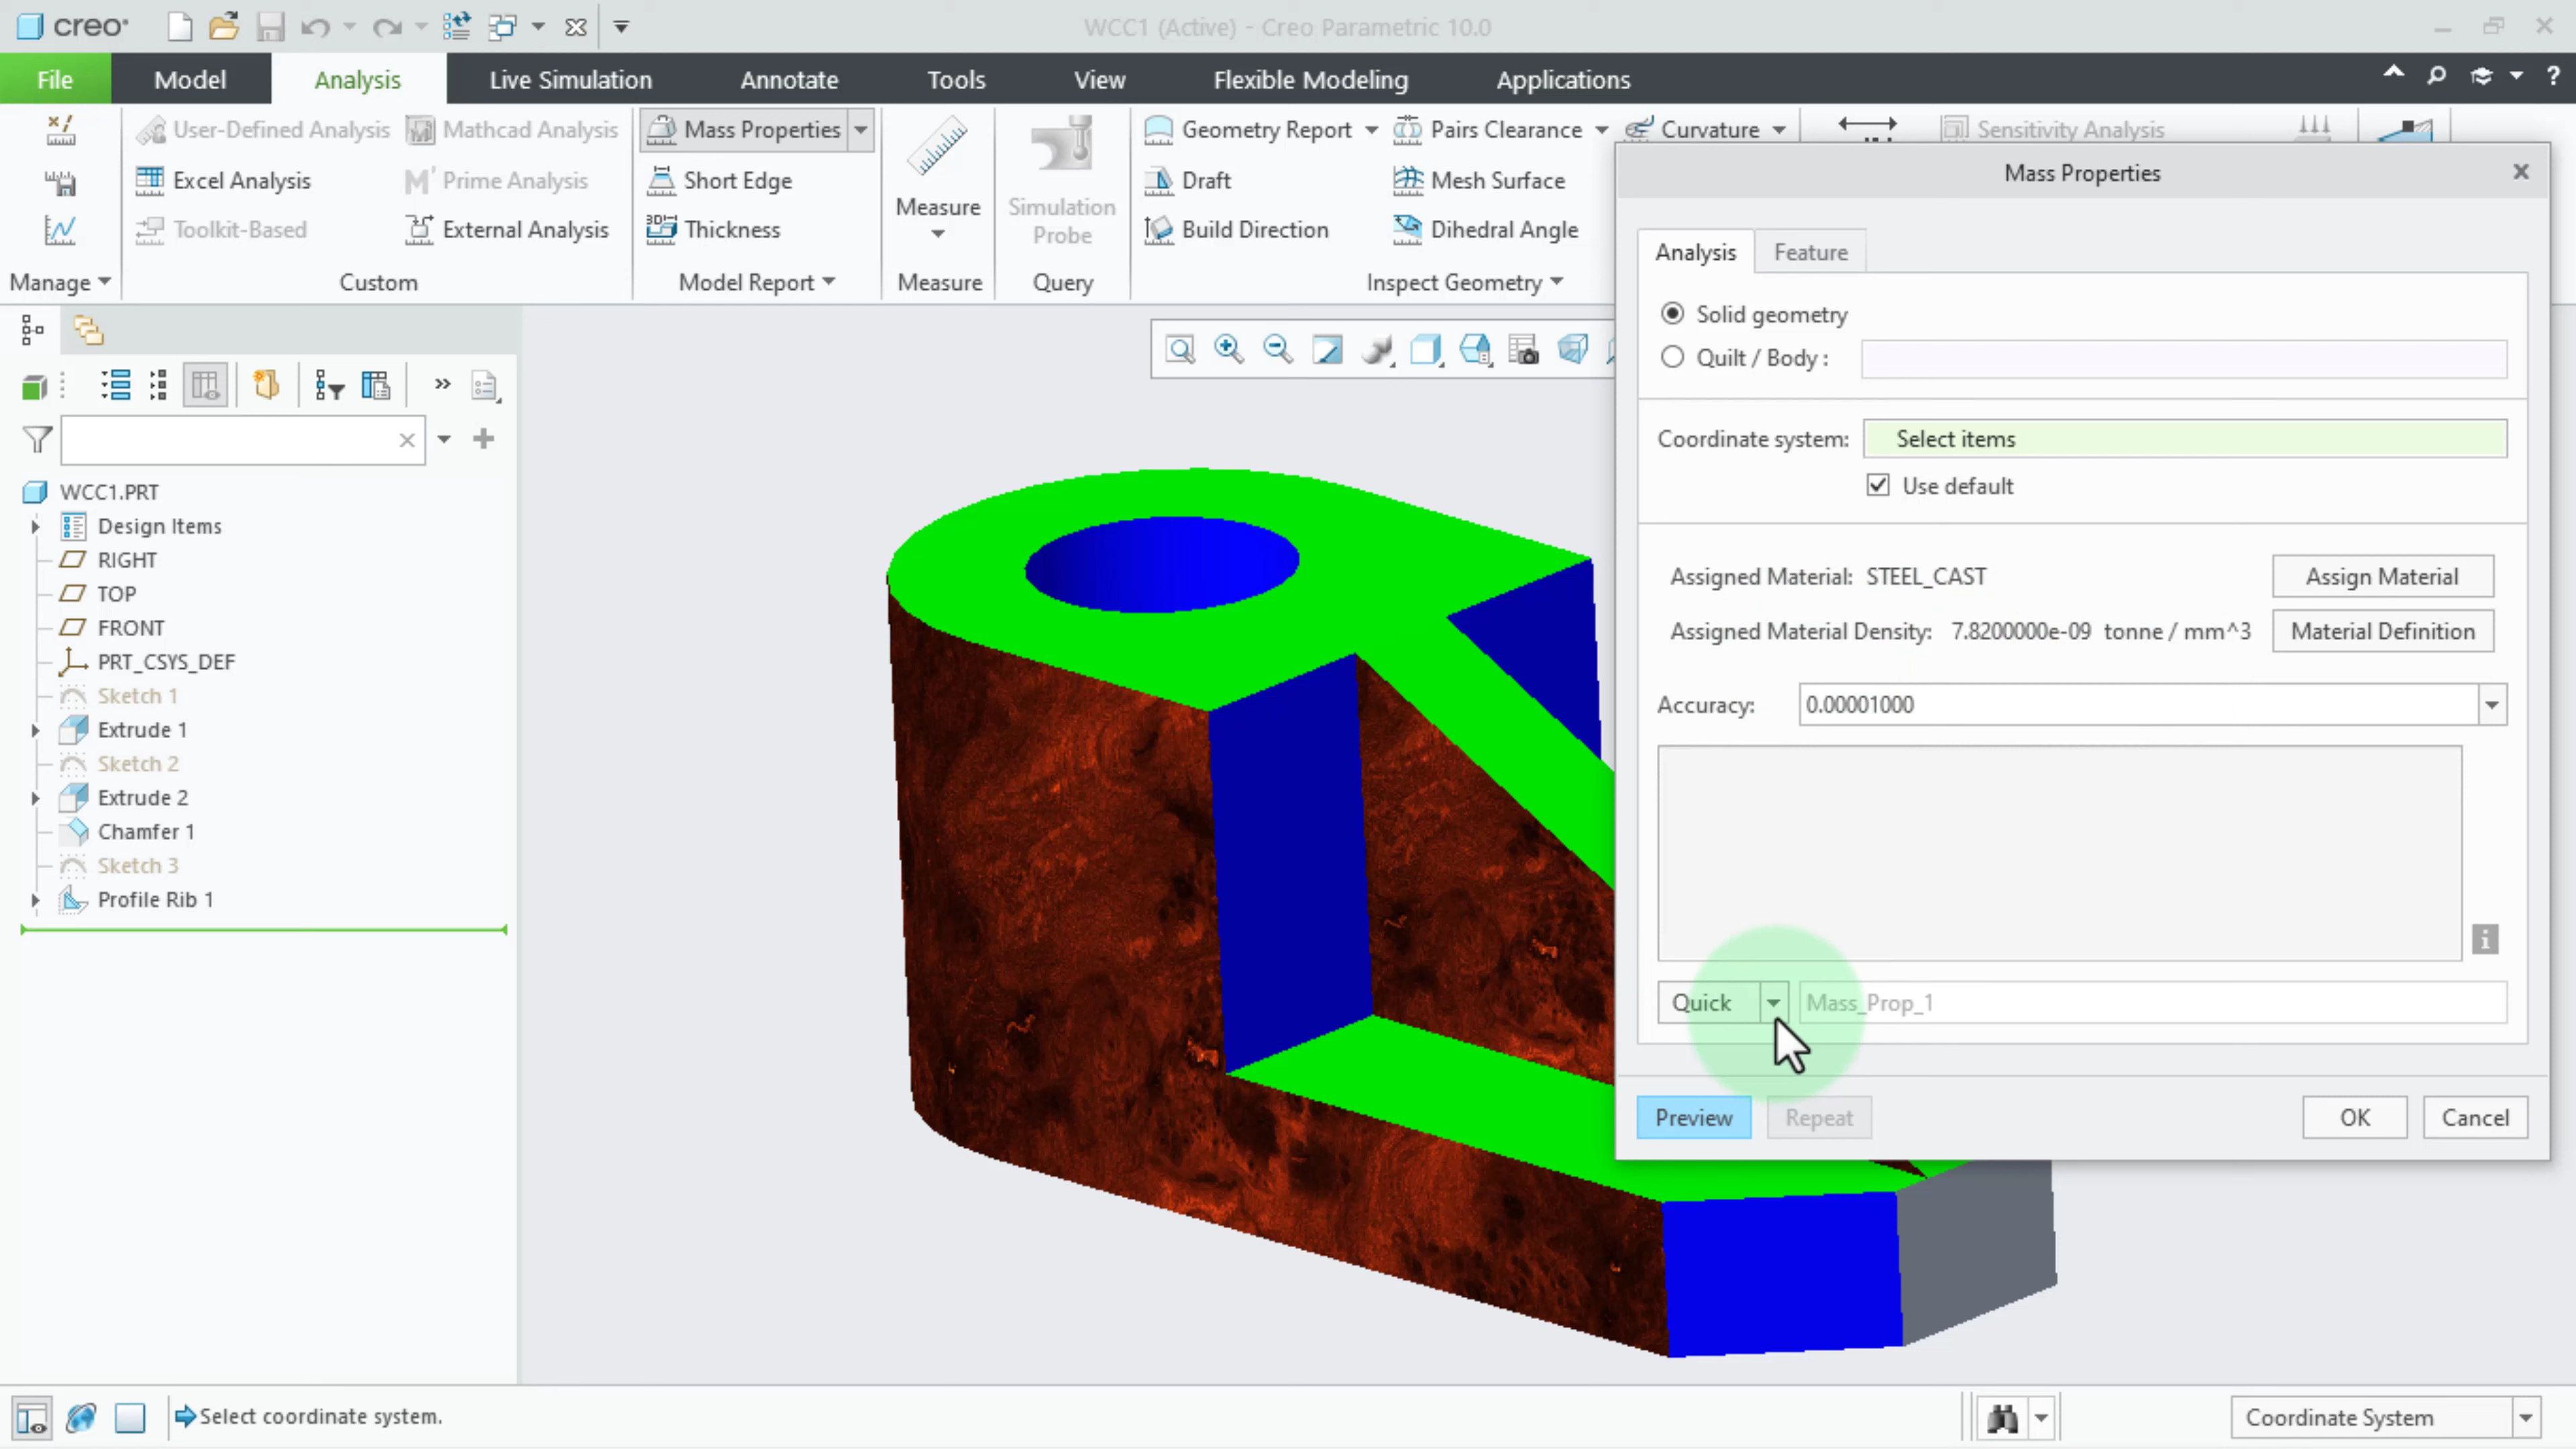 creo
WCC1 (Active) - Creo Parametric 10.0
File Model Analysis Live Simulation Annotate Tools View Flexible Modeling Applications
User-Defined Analysis Mathcad Analysis Mass Properties Geometry Report Pairs Clearance Curvature Sensitivity Analysis
Excel Analysis Prime Analysis Short Edge Measure Simulation Probe Draft Mesh Surface
Toolkit-Based External Analysis Thickness Build Direction Dihedral Angle
Manage Custom Model Report Measure Query Inspect Geometry
WCC1.PRT
Design Items
RIGHT
TOP
FRONT
PRT_CSYS_DEF
Sketch 1
Extrude 1
Sketch 2
Extrude 2
Chamfer 1
Sketch 3
Profile Rib 1
Mass Properties
Analysis Feature
Solid geometry
Quilt / Body :
Coordinate system: Select items
Use default
Assigned Material: STEEL_CAST Assign Material
Assigned Material Density: 7.8200000e-09 tonne / mm^3 Material Definition
Accuracy: 0.00001000
Quick Mass_Prop_1
Preview Repeat OK Cancel
Select coordinate system.
Coordinate System